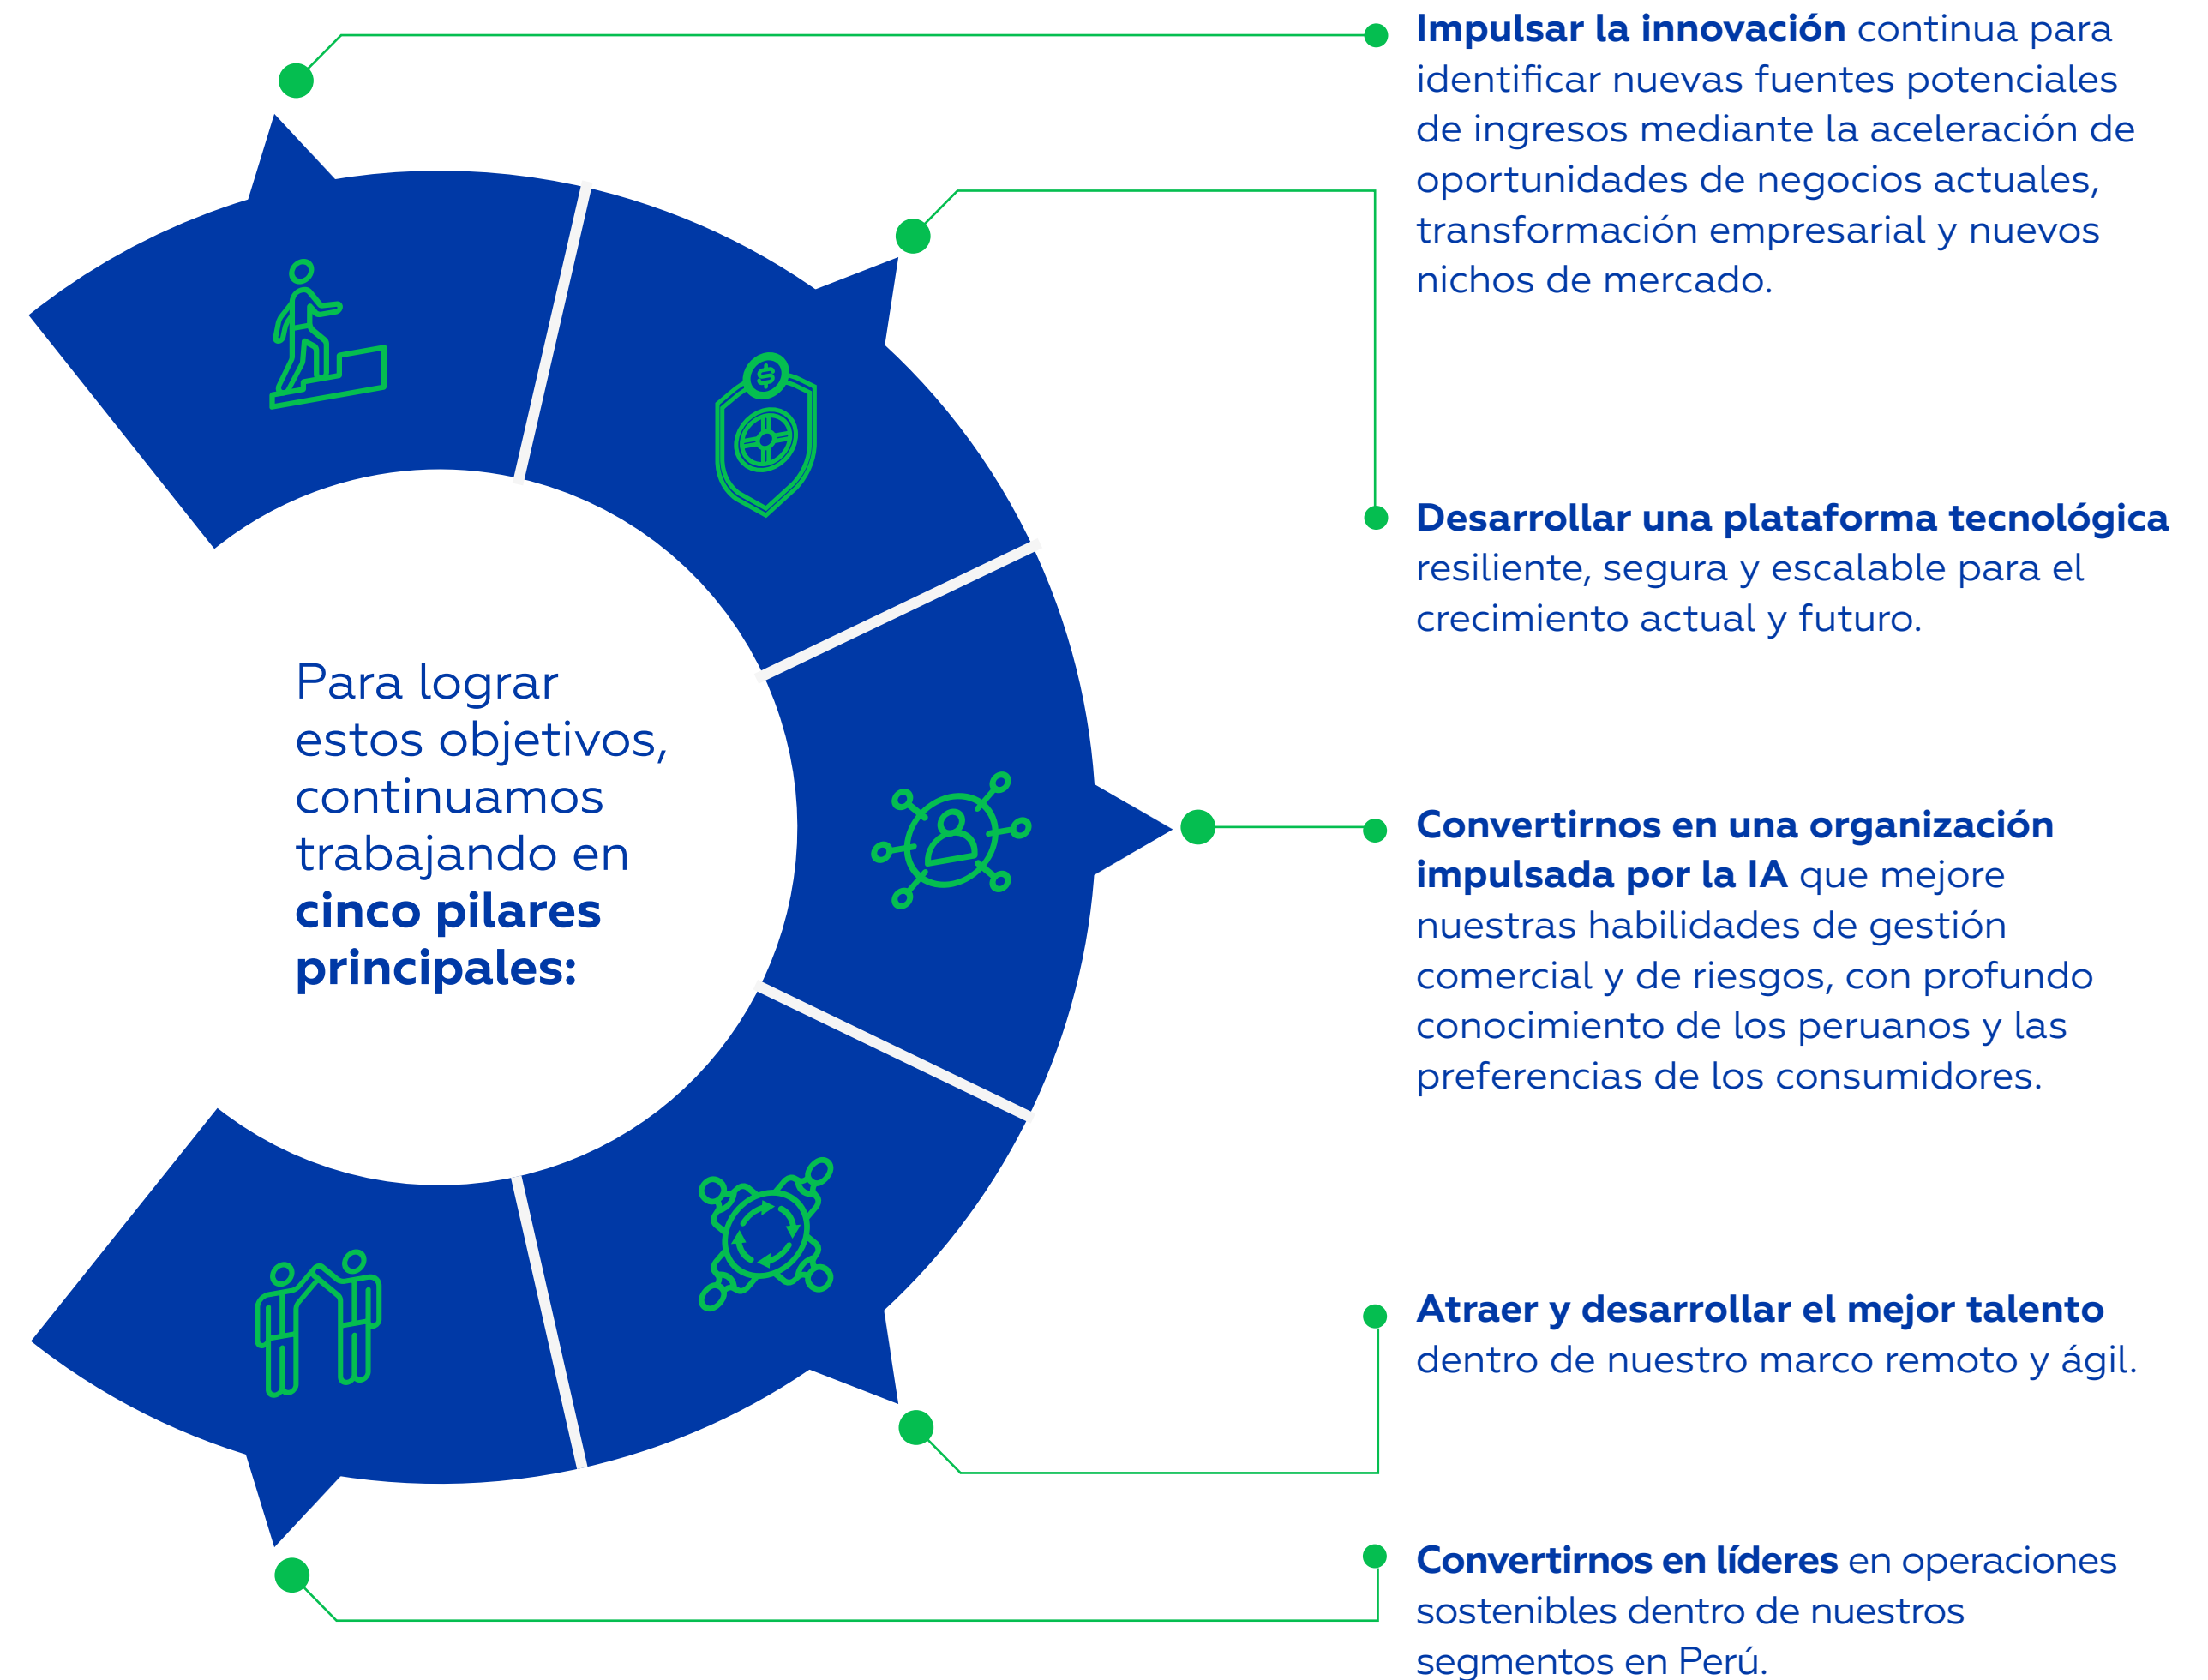 Para lograr
estos objetivos,
continuamos
trabajando en
cinco pilares
principales:
Impulsar la innovación continua para
identificar nuevas fuentes potenciales
de ingresos mediante la aceleración de
oportunidades de negocios actuales,
transformación empresarial y nuevos
nichos de mercado.
Desarrollar una plataforma tecnológica
resiliente, segura y escalable para el
crecimiento actual y futuro.
Convertirnos en una organización
impulsada por la IA que mejore
nuestras habilidades de gestión
comercial y de riesgos, con profundo
conocimiento de los peruanos y las
preferencias de los consumidores.
Atraer y desarrollar el mejor talento
dentro de nuestro marco remoto y ágil.
Convertirnos en líderes en operaciones
sostenibles dentro de nuestros
segmentos en Perú.